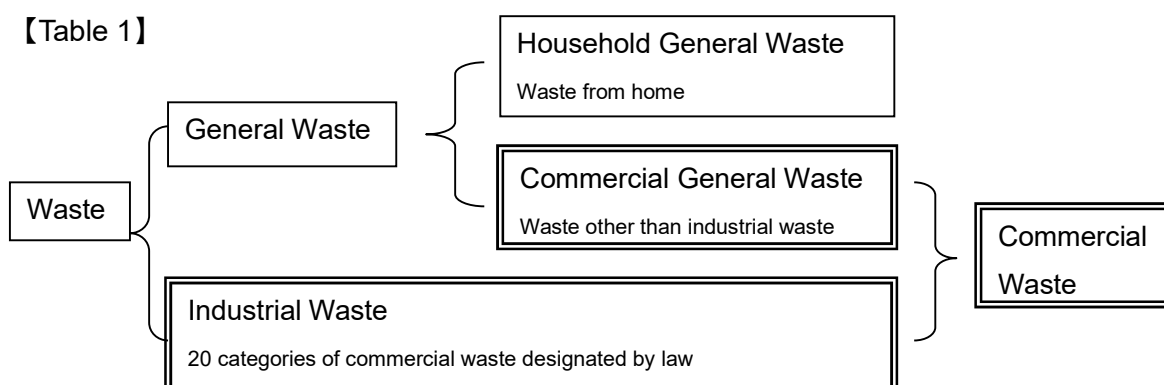 【Table 1】
Household General Waste
Waste from home
General Waste
Commercial General Waste
Waste other than industrial waste
Waste
Commercial
Waste
Industrial Waste
20 categories of commercial waste designated by law